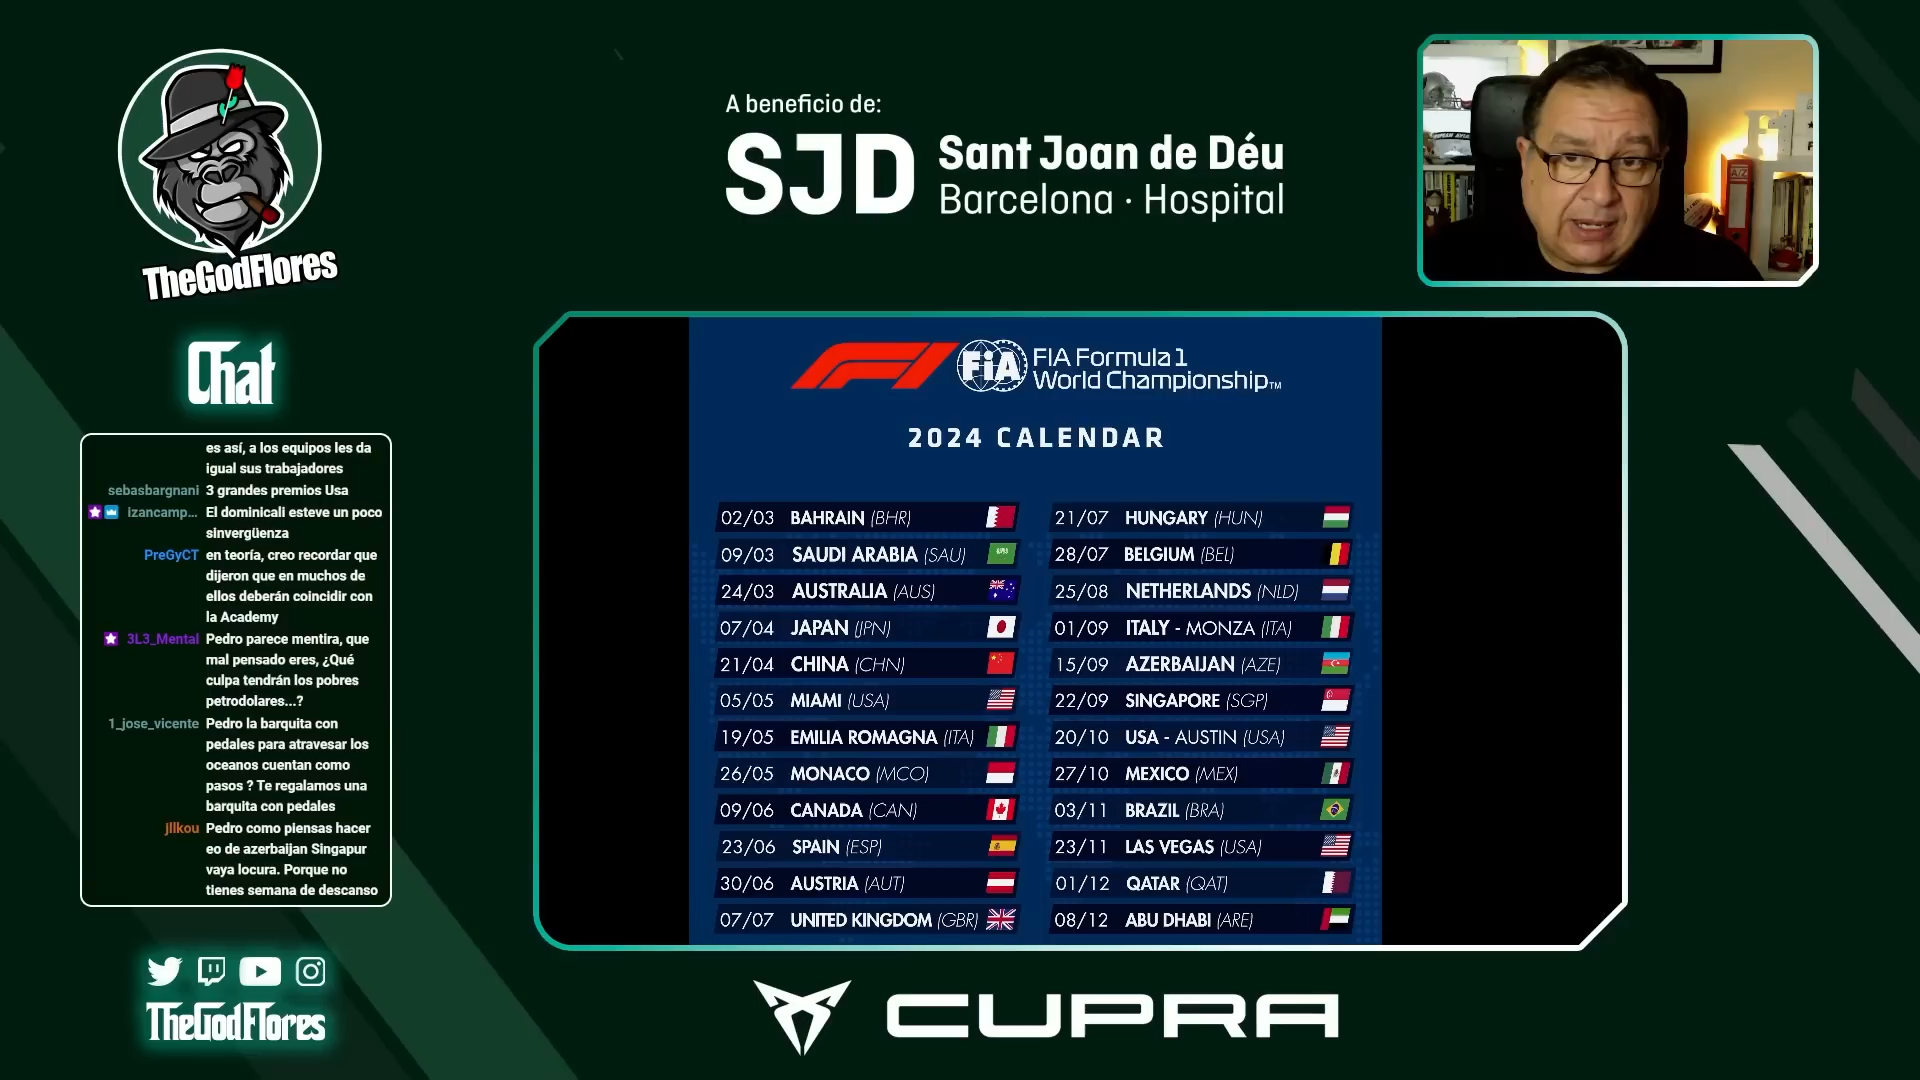 TheGodFlores
A beneficio de:
SJD
Sant Joan de Déu
Barcelona · Hospital
Chat
es así, a los equipos les da
igual sus trabajadores
sebasbargnani 3 grandes premios Usa
izancamp... El dominicali esteve un poco
sinvergüenza
PreGyCT en teoría, creo recordar que
dijeron que en muchos de
ellos deberán coincidir con
la Academy
3L3_Mental Pedro parece mentira, que
mal pensado eres, ¿Qué
culpa tendrán los pobres
petrodolares...?
1_jose_vicente Pedro la barquita con
pedales para atravesar los
oceanos cuentan como
pasos ? Te regalamos una
barquita con pedales
Jllkou Pedro como piensas hacer
eo de azerbaijan Singapur
vaya locura. Porque no
tienes semana de descanso
TheGodFlores
F1 FIA FIA Formula 1
World Championship™
2024 CALENDAR
02/03 BAHRAIN (BHR)
09/03 SAUDI ARABIA (SAU)
24/03 AUSTRALIA (AUS)
07/04 JAPAN (JPN)
21/04 CHINA (CHN)
05/05 MIAMI (USA)
19/05 EMILIA ROMAGNA (ITA)
26/05 MONACO (MCO)
09/06 CANADA (CAN)
23/06 SPAIN (ESP)
30/06 AUSTRIA (AUT)
07/07 UNITED KINGDOM (GBR)
21/07 HUNGARY (HUN)
28/07 BELGIUM (BEL)
25/08 NETHERLANDS (NLD)
01/09 ITALY - MONZA (ITA)
15/09 AZERBAIJAN (AZE)
22/09 SINGAPORE (SGP)
20/10 USA - AUSTIN (USA)
27/10 MEXICO (MEX)
03/11 BRAZIL (BRA)
23/11 LAS VEGAS (USA)
01/12 QATAR (QAT)
08/12 ABU DHABI (ARE)
CUPRA